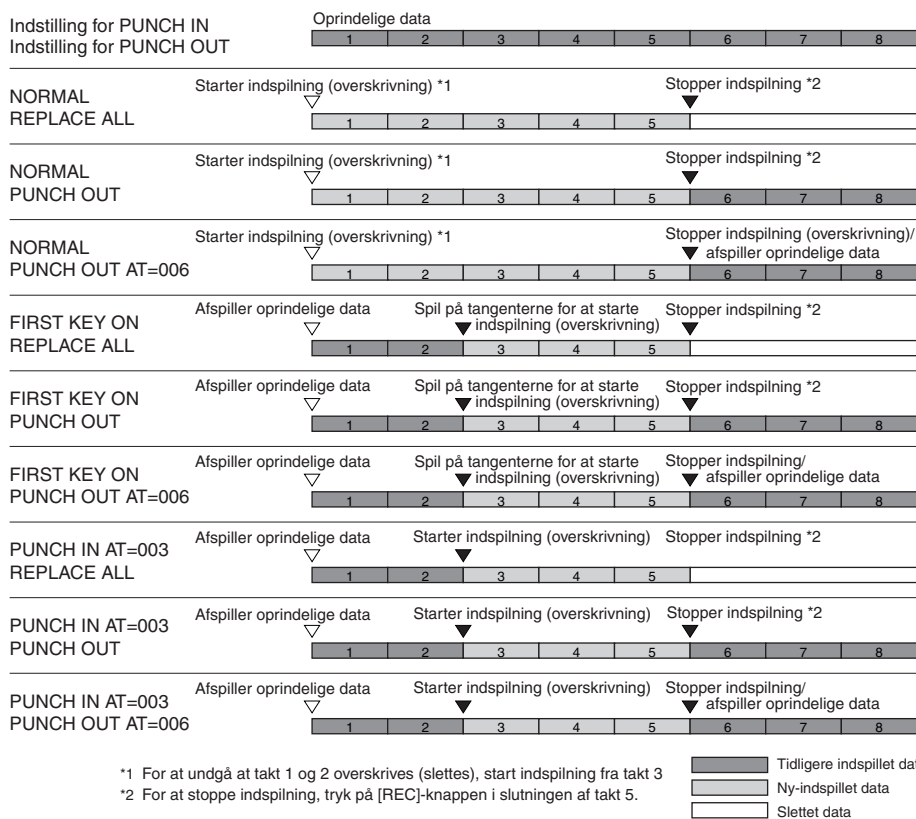 Indstilling for PUNCH IN
Indstilling for PUNCH OUT
Oprindelige data
1 2 3 4 5 6 7 8
NORMAL
REPLACE ALL
Starter indspilning (overskrivning) *1
Stopper indspilning *2
1 2 3 4 5
NORMAL
PUNCH OUT
Starter indspilning (overskrivning) *1
Stopper indspilning *2
1 2 3 4 5 6 7 8
NORMAL
PUNCH OUT AT=006
Starter indspilning (overskrivning) *1
Stopper indspilning (overskrivning)/
afspiller oprindelige data
1 2 3 4 5 6 7 8
FIRST KEY ON
REPLACE ALL
Afspiller oprindelige data
Spil på tangenterne for at starte
indspilning (overskrivning)
Stopper indspilning *2
1 2 3 4 5
FIRST KEY ON
PUNCH OUT
Afspiller oprindelige data
Spil på tangenterne for at starte
indspilning (overskrivning)
Stopper indspilning *2
1 2 3 4 5 6 7 8
FIRST KEY ON
PUNCH OUT AT=006
Afspiller oprindelige data
Spil på tangenterne for at starte
indspilning (overskrivning)
Stopper indspilning/
afspiller oprindelige data
1 2 3 4 5 6 7 8
PUNCH IN AT=003
REPLACE ALL
Afspiller oprindelige data
Starter indspilning (overskrivning)
Stopper indspilning *2
1 2 3 4 5
PUNCH IN AT=003
PUNCH OUT
Afspiller oprindelige data
Starter indspilning (overskrivning)
Stopper indspilning *2
1 2 3 4 5 6 7 8
PUNCH IN AT=003
PUNCH OUT AT=006
Afspiller oprindelige data
Starter indspilning (overskrivning)
Stopper indspilning/
afspiller oprindelige data
1 2 3 4 5 6 7 8
*1 For at undgå at takt 1 og 2 overskrives (slettes), start indspilning fra takt 3
*2 For at stoppe indspilning, tryk på [REC]-knappen i slutningen af takt 5.
Tidligere indspillet
Ny-indspillet data
Slettet data